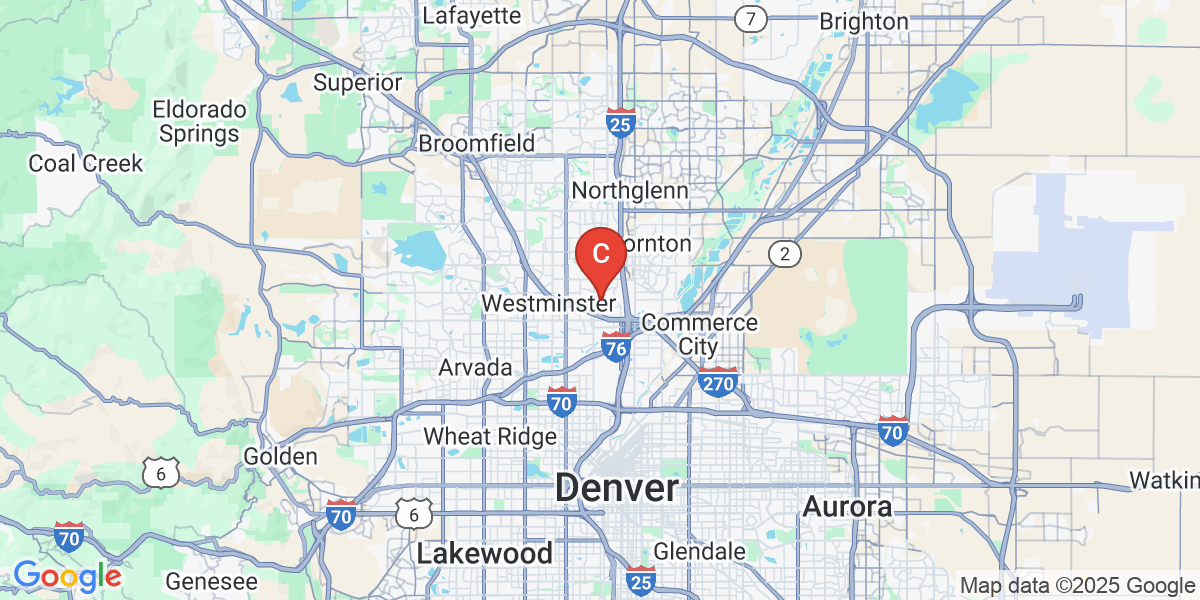 Lafayette
7
Brighton
Superior
Eldorado
Springs
25
Broomfield
Coal Creek
Northglenn
C
ornton
2
Westminster
Commerce
City
76
Arvada
270
70
70
Wheat Ridge
Golden
6
Denver
Watkin
Aurora
70
6
70
Lakewood
Glendale
Google
Genesee
25
Map data ©2025 Google